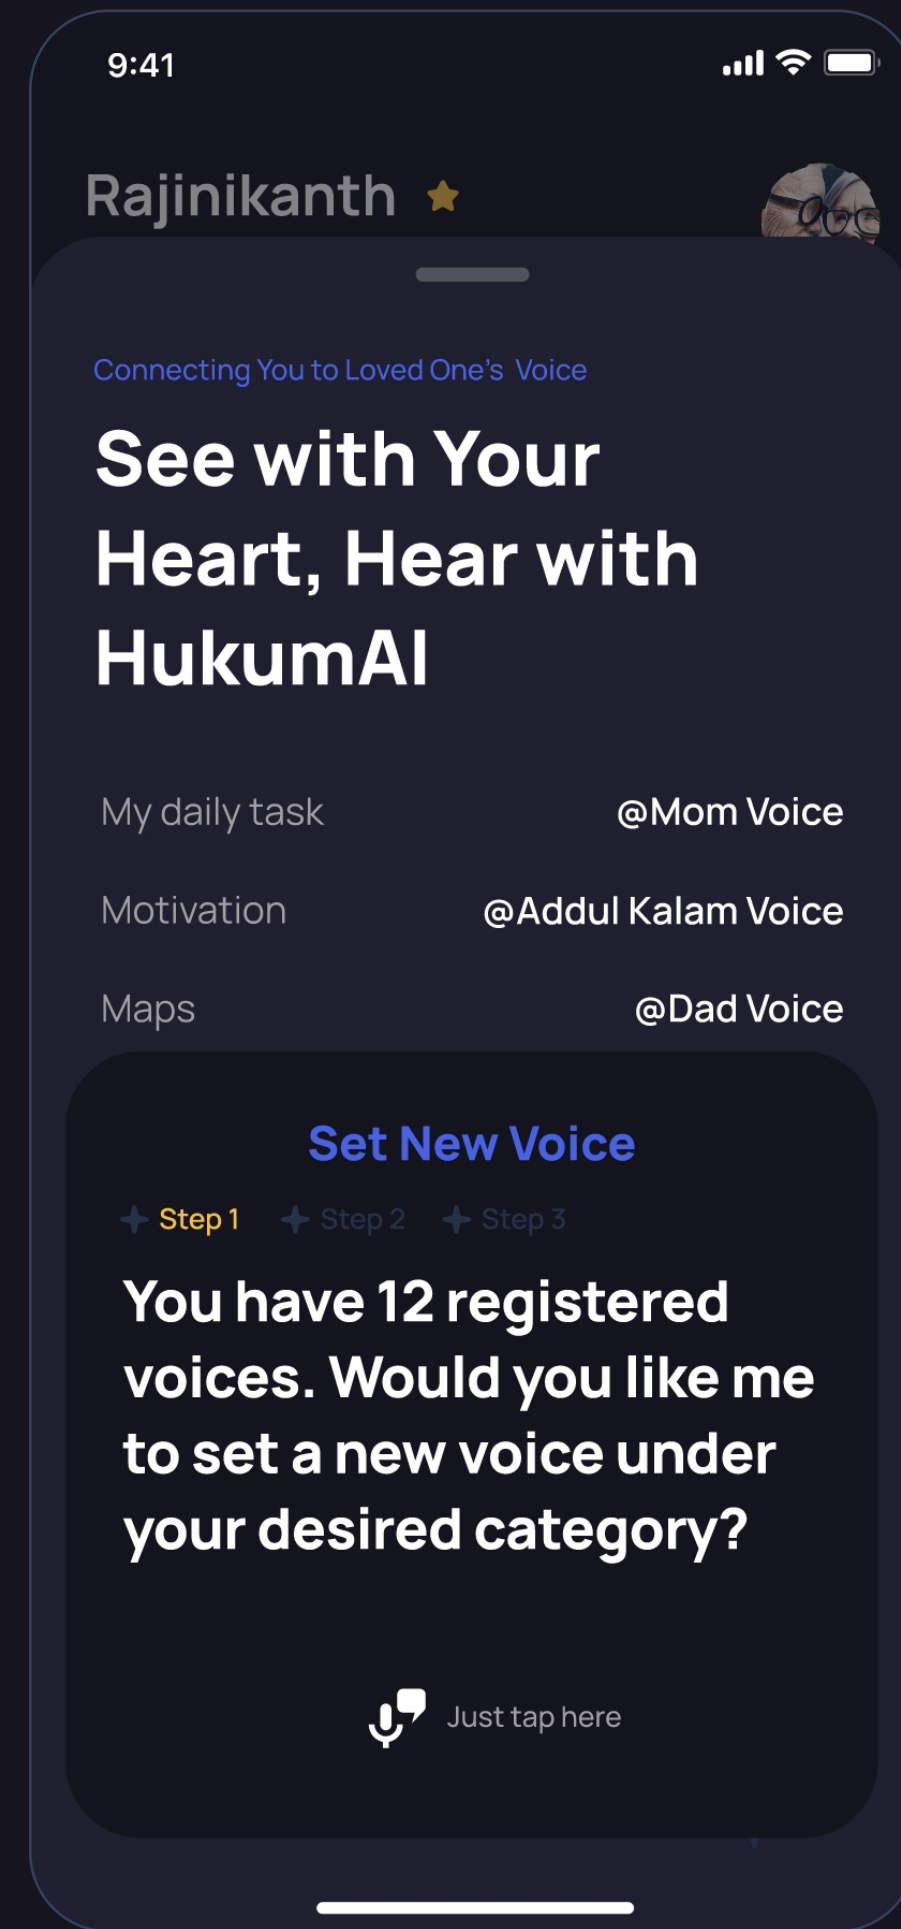 9:41
Rajinikanth
Connecting You to Loved One's Voice
See with Your
Heart, Hear with
HukumAI
My daily task @Mom Voice
Motivation @Addul Kalam Voice
Maps @Dad Voice
Set New Voice
Step 1 Step 2 Step 3
You have 12 registered
voices. Would you like me
to set a new voice under
your desired category?
Just tap here